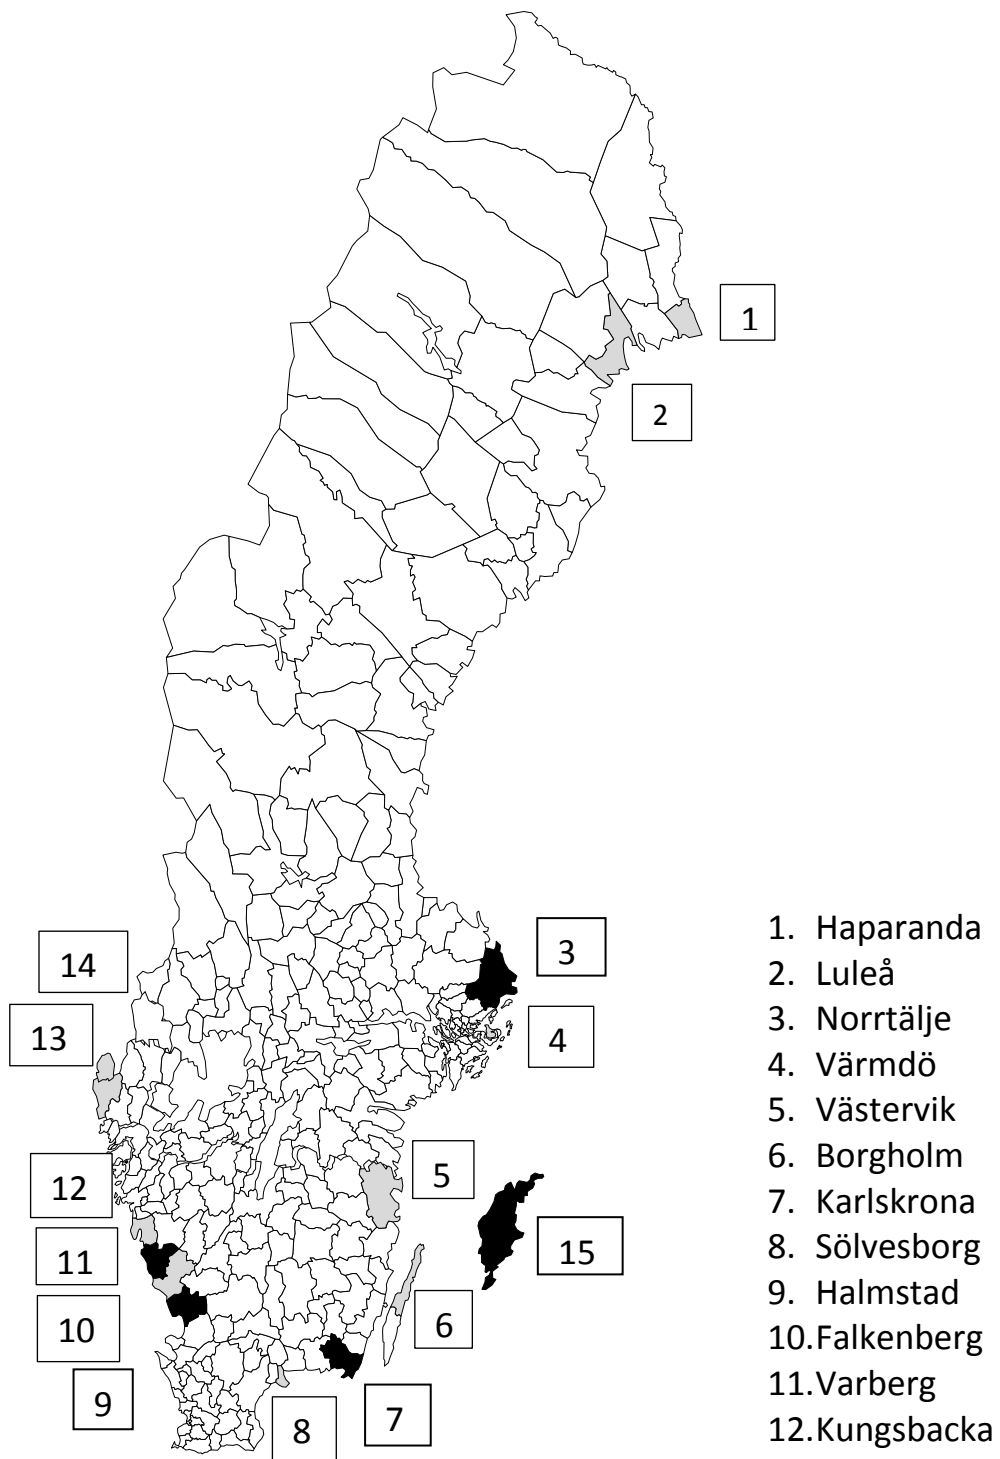 1
2
3
4
5
6
7
8
9
10
11
12
13
14
15
1. Haparanda
2. Luleå
3. Norrtälje
4. Värmdö
5. Västervik
6. Borgholm
7. Karlskrona
8. Sölvesborg
9. Halmstad
10.Falkenberg
11.Varberg
12.Kungsbacka